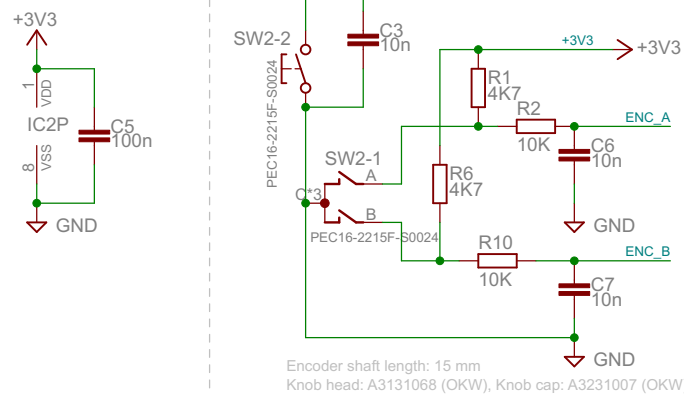 +3V3
1
VDD
IC2P
C5
100n
VSS
8
GND
SW2-2
PEC16-2215F-S0024
C3
10n
+3V3
+3V3
R1
4K7
R2
10K
ENC_A
C6
10n
GND
SW2-1
A
C*3
B
PEC16-2215F-S0024
R6
4K7
R10
10K
ENC_B
C7
10n
GND
Encoder shaft length: 15 mm
Knob head: A3131068 (OKW), Knob cap: A3231007 (OKW